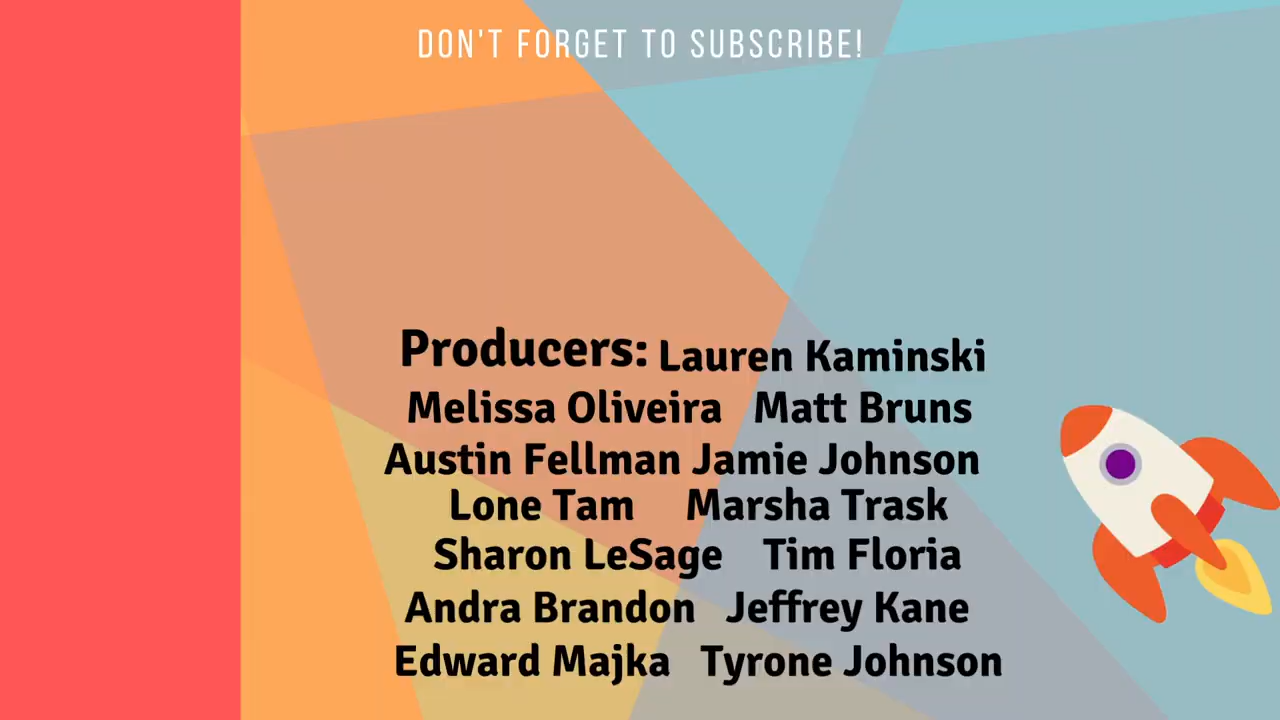 DON'T FORGET TO SUBSCRIBE!
Producers: Lauren Kaminski
Melissa Oliveira Matt Bruns
Austin Fellman Jamie Johnson
Lone Tam Marsha Trask
Sharon LeSage Tim Floria
Andra Brandon Jeffrey Kane
Edward Majka Tyrone Johnson